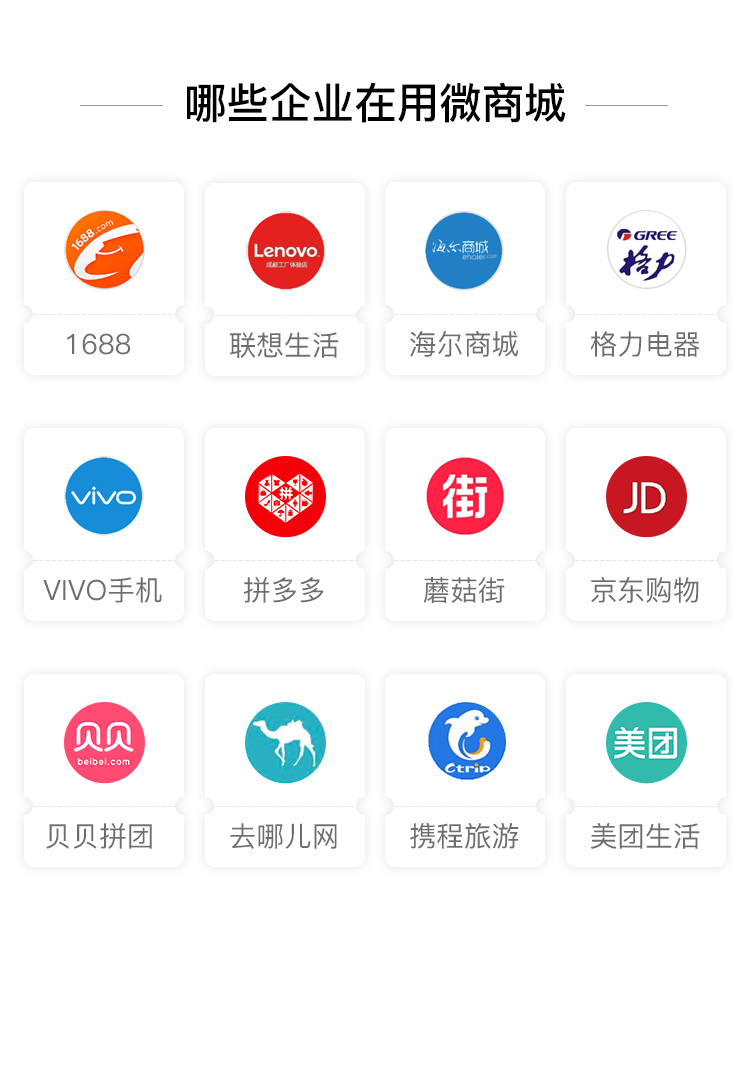 哪些企业在用微商城
1688.com
Lenovo
成都工厂体验店
海尔商城
ehaier.com
GREE
格力
1688
联想生活
海尔商城
格力电器
vivo
拼
街
JD
VIVO手机
拼多多
蘑菇街
京东购物
贝贝
beibei.com
Ctrip
美团
贝贝拼团
去哪儿网
携程旅游
美团生活